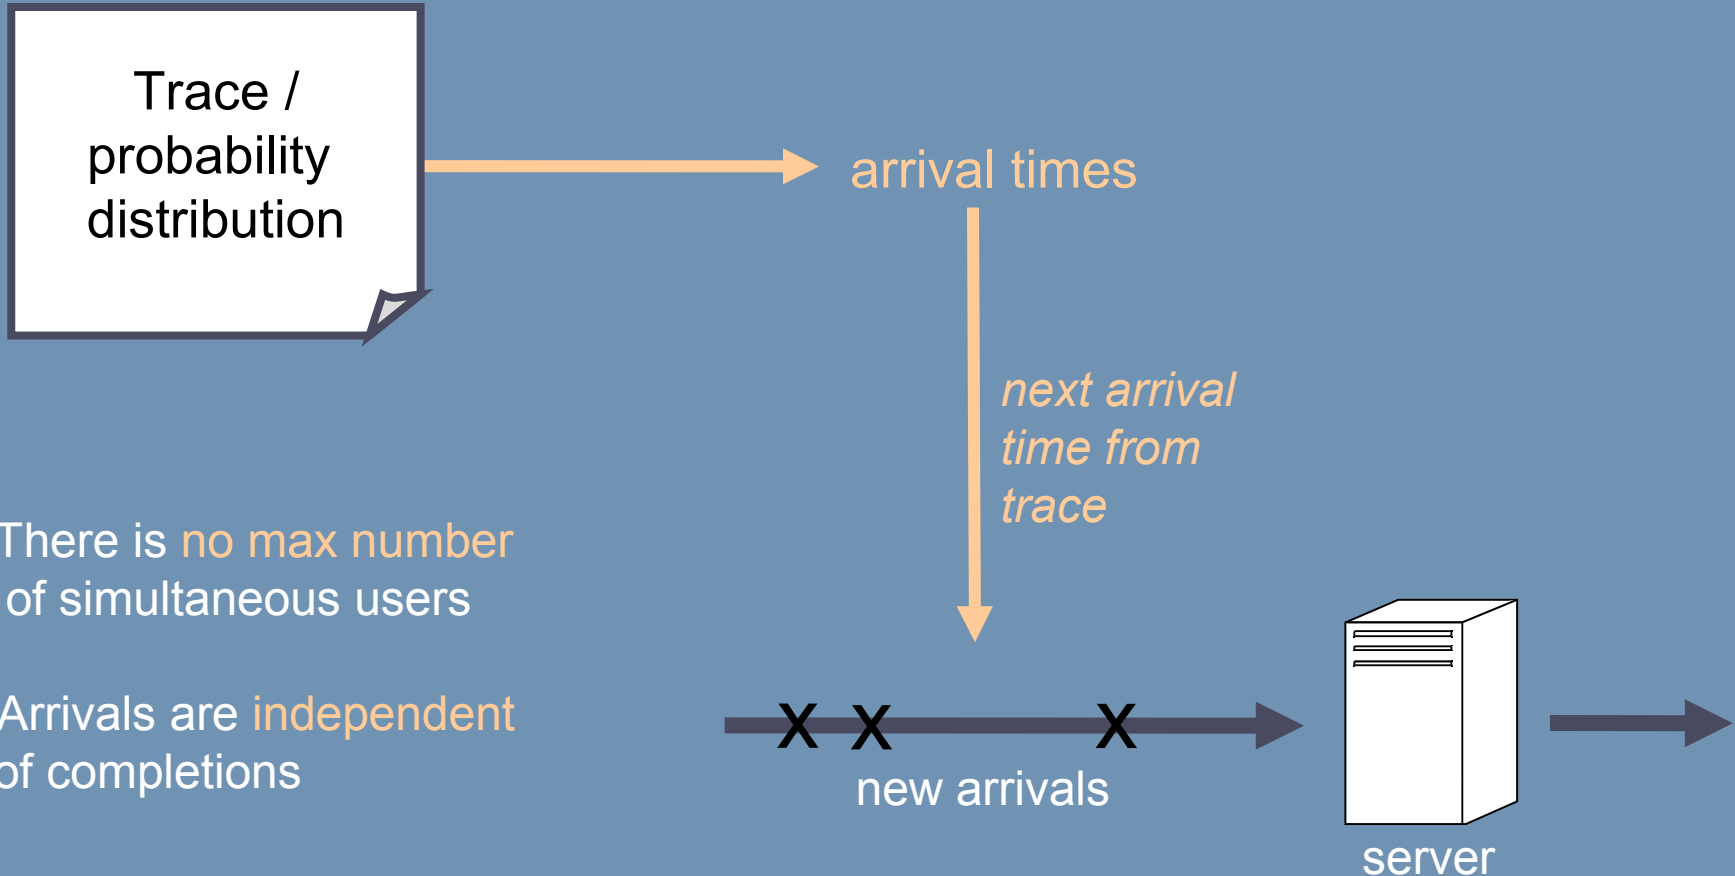 Trace /
probability
distribution
arrival times
next arrival
time from
trace
There is no max number
of simultaneous users
Arrivals are independent
of completions
X X X
new arrivals
server